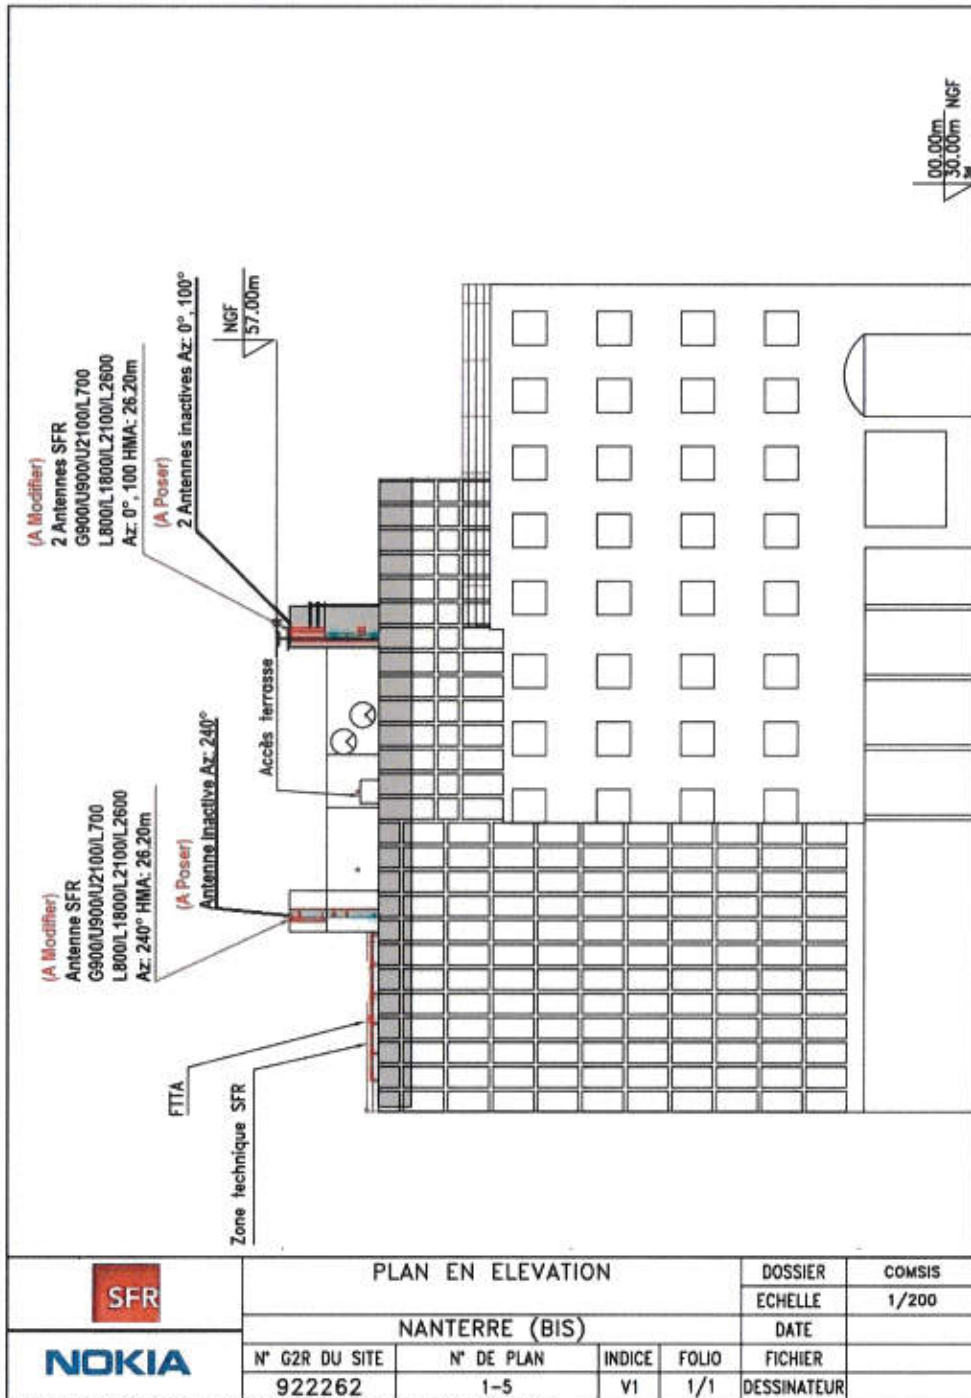 (A Modifier)
Antenne SFR
G900/U900/U2100/L700
L800/L1800/L2100/L2600
Az: 240° HMA: 26.20m
(A Poser)
Antenne inactive Az: 240°
(A Modifier)
2 Antennes SFR
G900/U900/U2100/L700
L800/L1800/L2100/L2600
Az: 0°, 100 HMA: 26.20m
(A Poser)
2 Antennes inactives Az: 0°, 100°
NGF
57.00m
Accès terrasse
FTTA
Zone technique SFR
00.00m
30.00m NGF
SFR
NOKIA
PLAN EN ELEVATION
NANTERRE (BIS)
DOSSIER COMSIS
ECHELLE 1/200
DATE
N° G2R DU SITE N° DE PLAN INDICE FOLIO FICHIER
922262 1-5 V1 1/1 DESSINATEUR